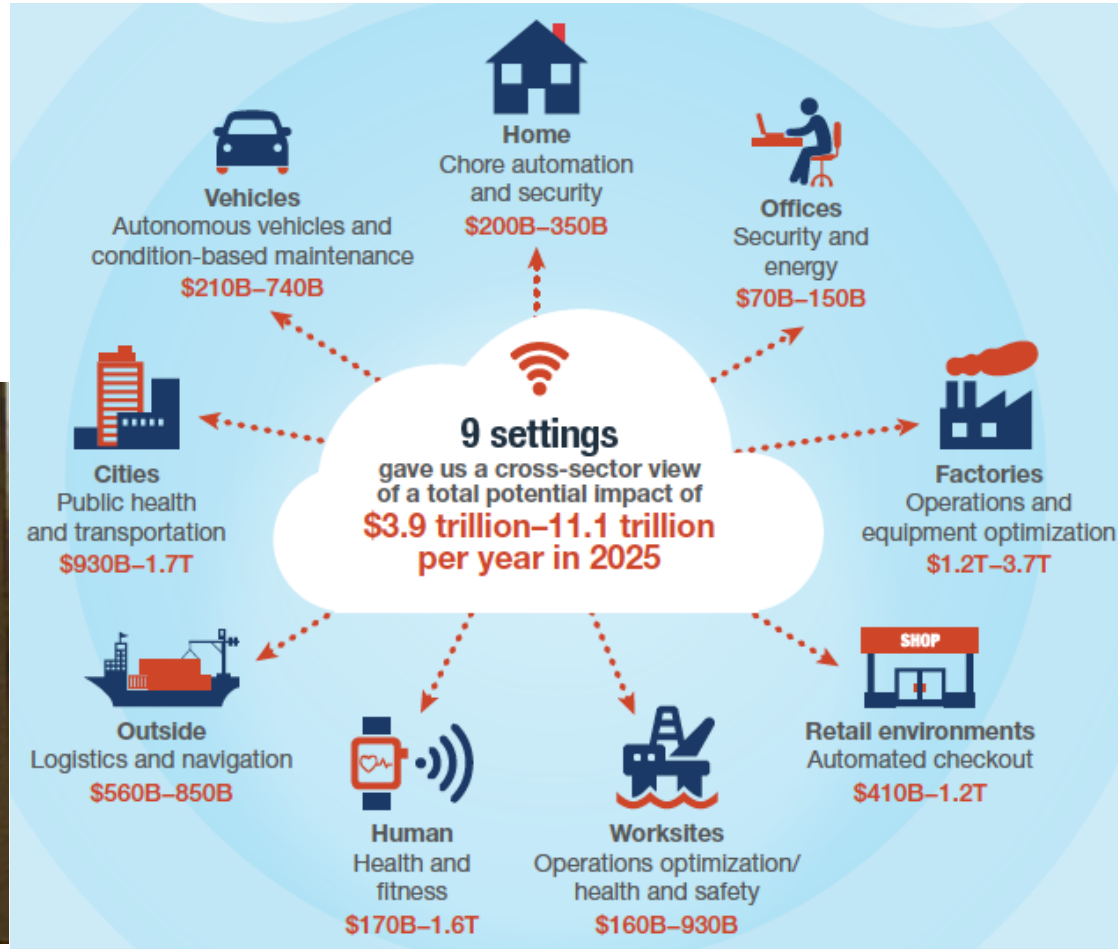 Home
Chore automation
and security
$200B–350B
Offices
Security and
energy
$70B–150B
Vehicles
Autonomous vehicles and
condition-based maintenance
$210B–740B
9 settings
gave us a cross-sector view
of a total potential impact of
$3.9 trillion–11.1 trillion
per year in 2025
Cities
Public health
and transportation
$930B–1.7T
Factories
Operations and
equipment optimization
$1.2T–3.7T
Outside
Logistics and navigation
$560B–850B
SHOP
Retail environments
Automated checkout
$410B–1.2T
Human
Health and
fitness
$170B–1.6T
Worksites
Operations optimization/
health and safety
$160B–930B